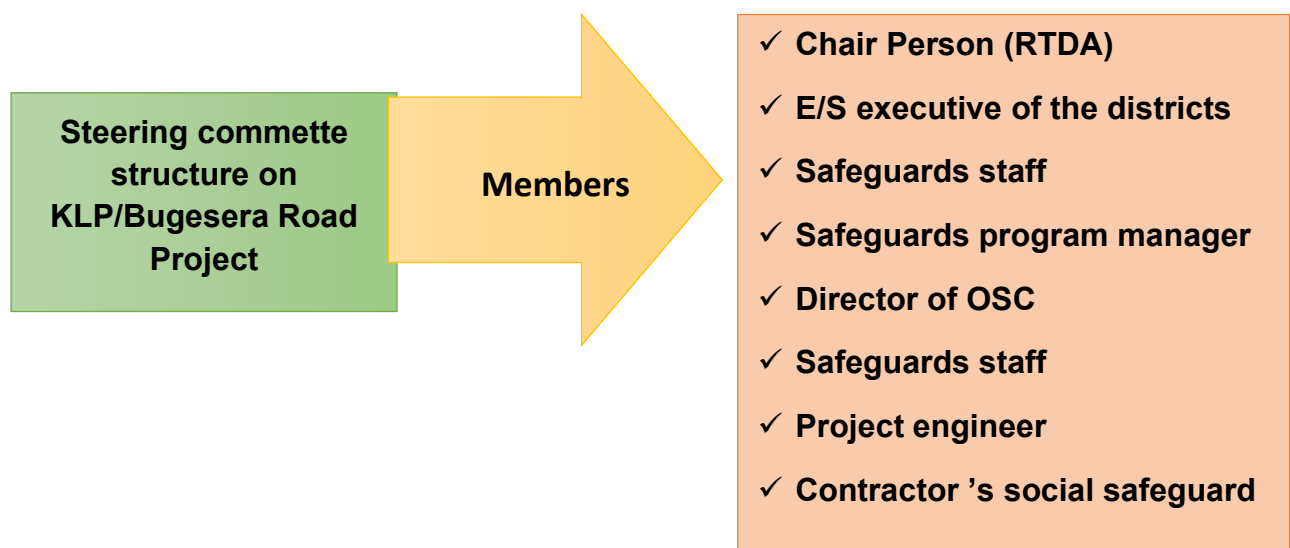 Steering commette
structure on
KLP/Bugesera Road
Project
Members
✓ Chair Person (RTDA)
✓ E/S executive of the districts
✓ Safeguards staff
✓ Safeguards program manager
✓ Director of OSC
✓ Safeguards staff
✓ Project engineer
✓ Contractor ’s social safeguard